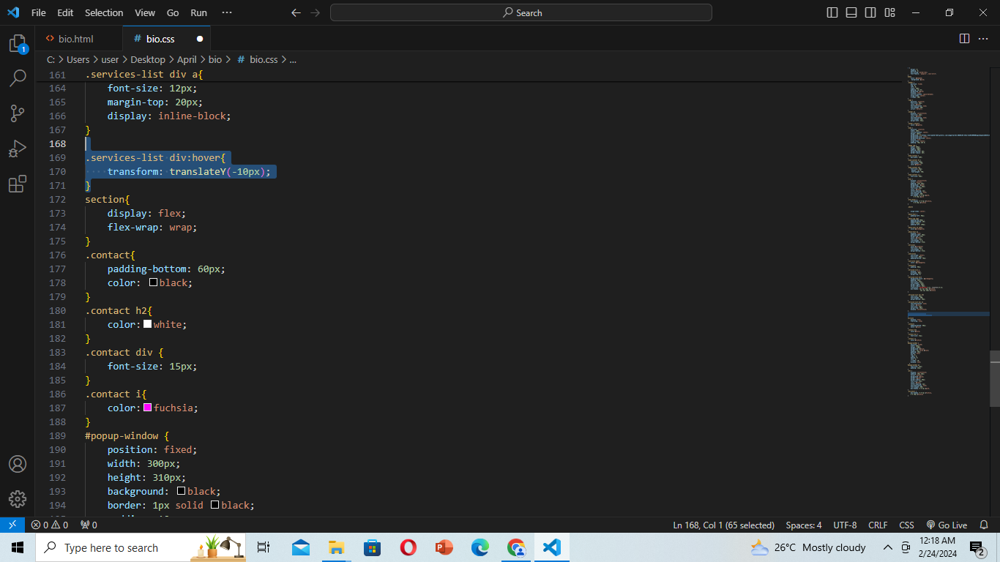 File Edit Selection View Go Run ··· Search
bio.html # bio.css
C: > Users > user > Desktop > April > bio > # bio.css > ...
161 .services-list div a{
164 font-size: 12px;
165 margin-top: 20px;
166 display: inline-block;
167 }
168
169 .services-list div:hover{
170 transform: translateY(-10px);
171 }
172 section{
173 display: flex;
174 flex-wrap: wrap;
175 }
176 .contact{
177 padding-bottom: 60px;
178 color: black;
179 }
180 .contact h2{
181 color: white;
182 }
183 .contact div {
184 font-size: 15px;
185 }
186 .contact i{
187 color: fuchsia;
188 }
189 #popup-window {
190 position: fixed;
191 width: 300px;
192 height: 310px;
193 background: black;
194 border: 1px solid black;
1
0 0 0 Ln 168, Col 1 (65 selected) Spaces: 4 UTF-8 CRLF CSS Go Live
Type here to search 26°C Mostly cloudy 12:18 AM
2/24/2024
2